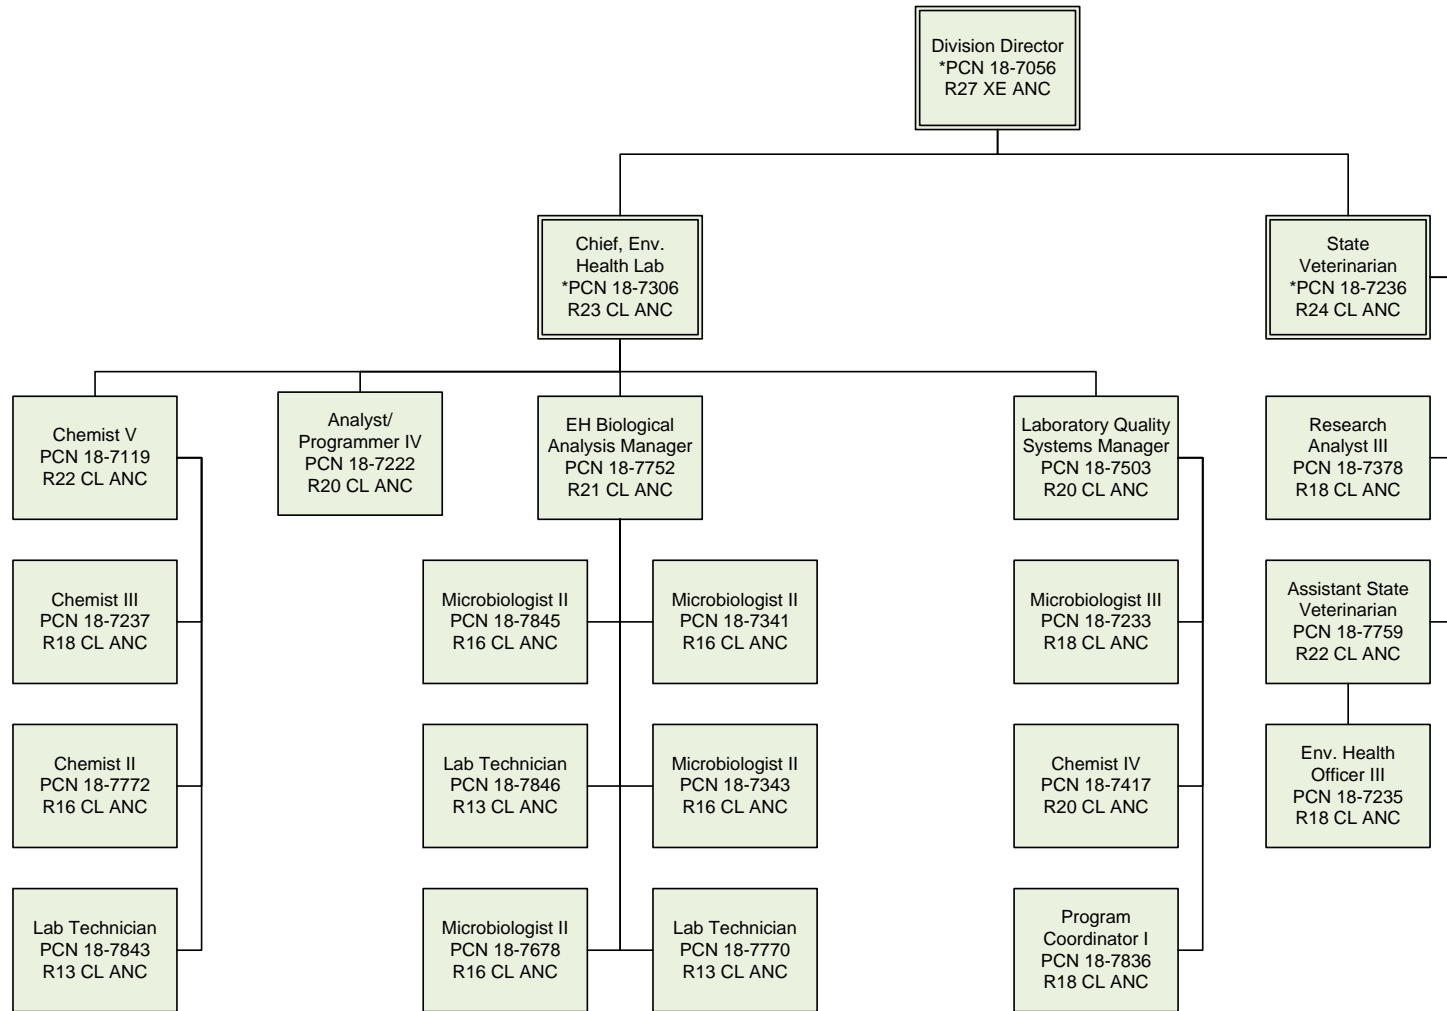 Division Director
*PCN 18-7056
R27 XE ANC
Chief, Env.
Health Lab
*PCN 18-7306
R23 CL ANC
State
Veterinarian
*PCN 18-7236
R24 CL ANC
Chemist V
PCN 18-7119
R22 CL ANC
Analyst/
Programmer IV
PCN 18-7222
R20 CL ANC
EH Biological
Analysis Manager
PCN 18-7752
R21 CL ANC
Laboratory Quality
Systems Manager
PCN 18-7503
R20 CL ANC
Research
Analyst III
PCN 18-7378
R18 CL ANC
Chemist III
PCN 18-7237
R18 CL ANC
Microbiologist II
PCN 18-7845
R16 CL ANC
Microbiologist II
PCN 18-7341
R16 CL ANC
Microbiologist III
PCN 18-7233
R18 CL ANC
Assistant State
Veterinarian
PCN 18-7759
R22 CL ANC
Chemist II
PCN 18-7772
R16 CL ANC
Lab Technician
PCN 18-7846
R13 CL ANC
Microbiologist II
PCN 18-7343
R16 CL ANC
Chemist IV
PCN 18-7417
R20 CL ANC
Env. Health
Officer III
PCN 18-7235
R18 CL ANC
Lab Technician
PCN 18-7843
R13 CL ANC
Microbiologist II
PCN 18-7678
R16 CL ANC
Lab Technician
PCN 18-7770
R13 CL ANC
Program
Coordinator I
PCN 18-7836
R18 CL ANC